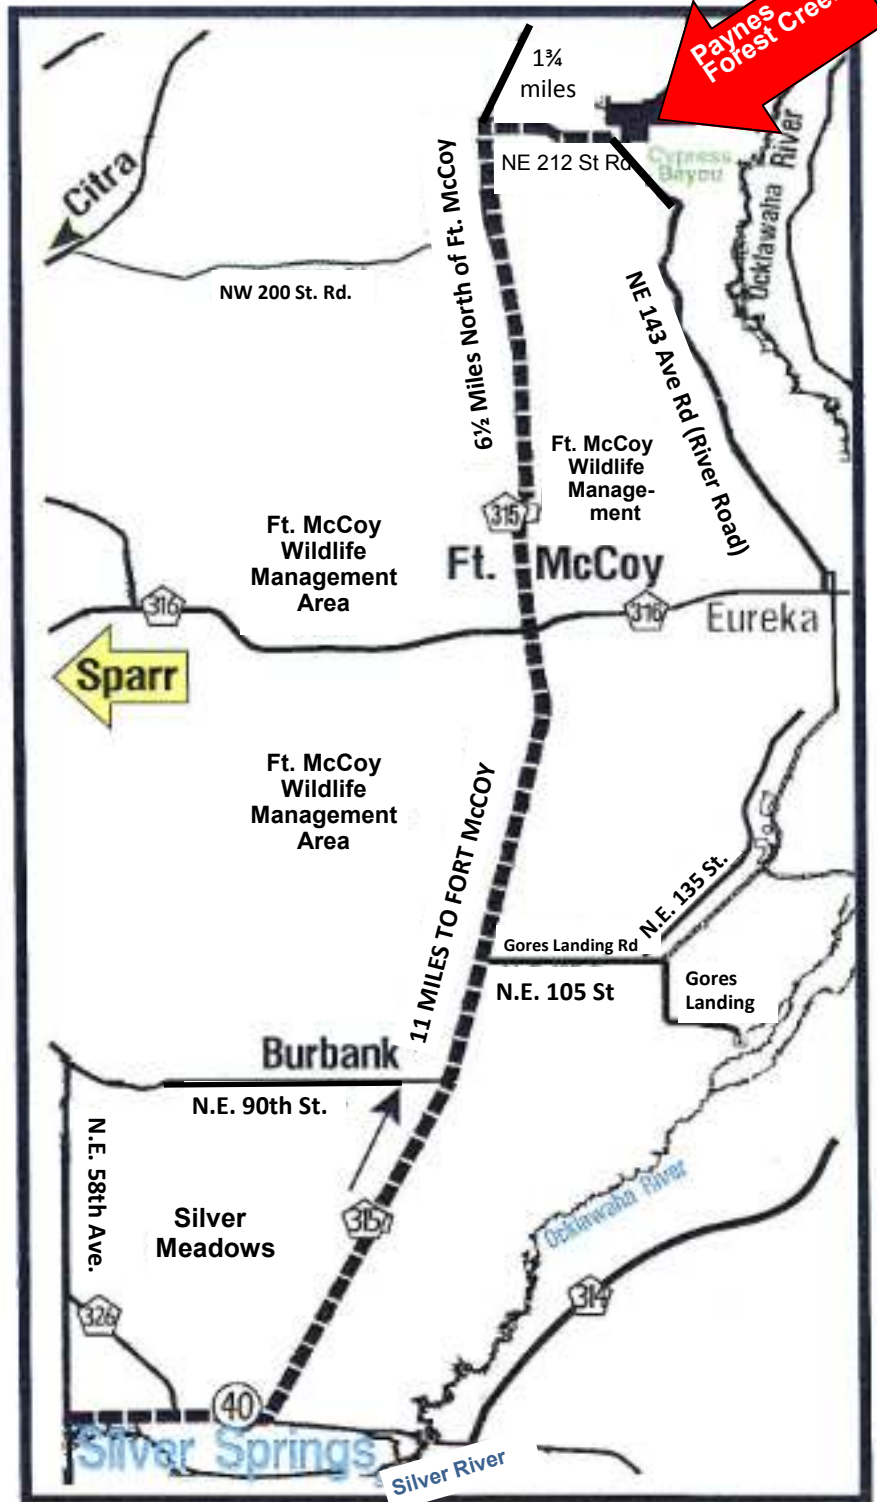 Paynes
Forest Creek
1¾
miles
NE 212 St Rd
Cypress
Bayou
Ocklawaha River
Citra
NW 200 St. Rd.
6½ Miles North of Ft. McCoy
NE 143 Ave Rd (River Road)
Ft. McCoy
Wildlife
Manage-
ment
315
Ft. McCoy
Wildlife
Management
Area
Ft. McCoy
316
316
Eureka
Sparr
Ft. McCoy
Wildlife
Management
Area
11 MILES TO FORT McCOY
N.E. 135 St.
Gores Landing Rd
N.E. 105 St
Gores
Landing
Burbank
N.E. 90th St.
N.E. 58th Ave.
Silver
Meadows
315
Ocklawaha River
314
326
40
Silver Springs
Silver River